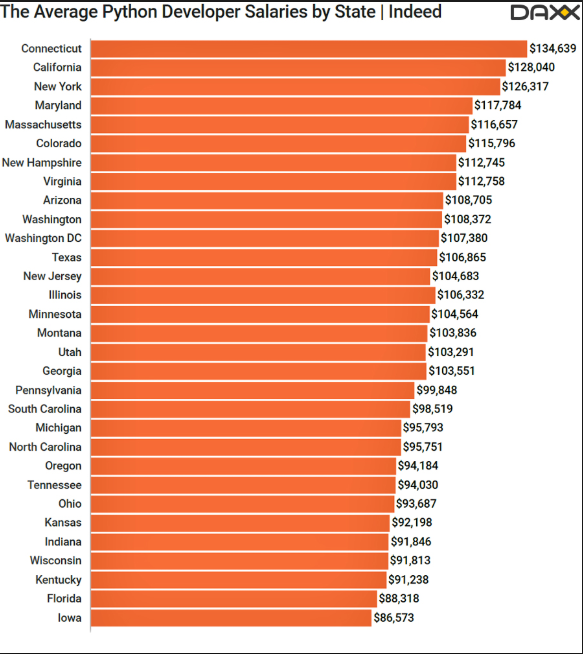 The Average Python Developer Salaries by State | Indeed DAXX
Connecticut $134,639
California $128,040
New York $126,317
Maryland $117,784
Massachusetts $116,657
Colorado $115,796
New Hampshire $112,745
Virginia $112,758
Arizona $108,705
Washington $108,372
Washington DC $107,380
Texas $106,865
New Jersey $104,683
Illinois $106,332
Minnesota $104,564
Montana $103,836
Utah $103,291
Georgia $103,551
Pennsylvania $99,848
South Carolina $98,519
Michigan $95,793
North Carolina $95,751
Oregon $94,184
Tennessee $94,030
Ohio $93,687
Kansas $92,198
Indiana $91,846
Wisconsin $91,813
Kentucky $91,238
Florida $88,318
Iowa $86,573